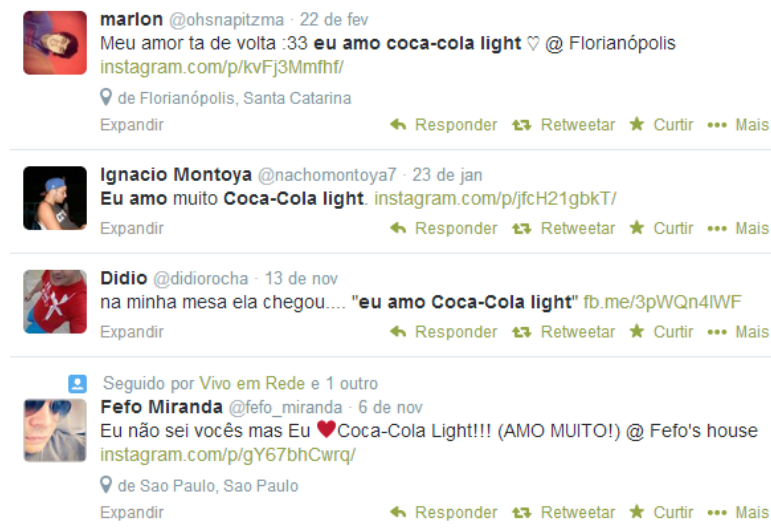 marlon @ohsnapitzma · 22 de fev
Meu amor ta de volta :33 eu amo coca-cola light ♡ @ Florianópolis
instagram.com/p/kvFj3Mmfhf/
de Florianópolis, Santa Catarina
Expandir Responder Retweetar Curtir Mais
Ignacio Montoya @nachomontoya7 · 23 de jan
Eu amo muito Coca-Cola light. instagram.com/p/jfcH21gbkT/
Expandir Responder Retweetar Curtir Mais
Didio @didiorocha · 13 de nov
na minha mesa ela chegou.... "eu amo Coca-Cola light" fb.me/3pWQn4lWF
Expandir Responder Retweetar Curtir Mais
Seguido por Vivo em Rede e 1 outro
Fefo Miranda @fefo_miranda · 6 de nov
Eu não sei vocês mas Eu ♥Coca-Cola Light!!! (AMO MUITO!) @ Fefo's house
instagram.com/p/gY67bhCwrq/
de Sao Paulo, Sao Paulo
Expandir Responder Retweetar Curtir Mais